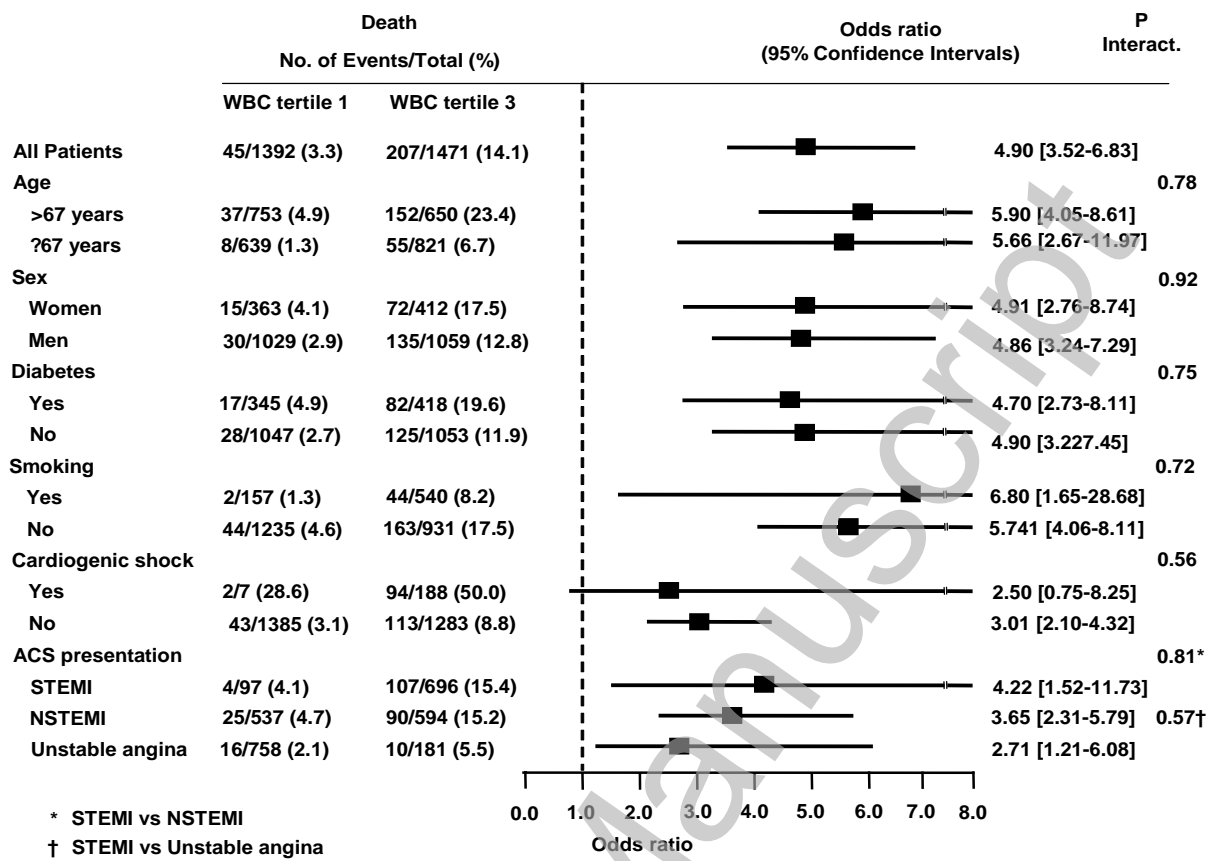 Death
Odds ratio
(95% Confidence Intervals)
P
Interact.
No. of Events/Total (%)
WBC tertile 1 WBC tertile 3
All Patients 45/1392 (3.3) 207/1471 (14.1) 4.90 [3.52-6.83]
Age 0.78
>67 years 37/753 (4.9) 152/650 (23.4) 5.90 [4.05-8.61]
?67 years 8/639 (1.3) 55/821 (6.7) 5.66 [2.67-11.97]
Sex 0.92
Women 15/363 (4.1) 72/412 (17.5) 4.91 [2.76-8.74]
Men 30/1029 (2.9) 135/1059 (12.8) 4.86 [3.24-7.29]
Diabetes 0.75
Yes 17/345 (4.9) 82/418 (19.6) 4.70 [2.73-8.11]
No 28/1047 (2.7) 125/1053 (11.9) 4.90 [3.227.45]
Smoking 0.72
Yes 2/157 (1.3) 44/540 (8.2) 6.80 [1.65-28.68]
No 44/1235 (4.6) 163/931 (17.5) 5.741 [4.06-8.11]
Cardiogenic shock 0.56
Yes 2/7 (28.6) 94/188 (50.0) 2.50 [0.75-8.25]
No 43/1385 (3.1) 113/1283 (8.8) 3.01 [2.10-4.32]
ACS presentation 0.81*
STEMI 4/97 (4.1) 107/696 (15.4) 4.22 [1.52-11.73]
NSTEMI 25/537 (4.7) 90/594 (15.2) 3.65 [2.31-5.79] 0.57†
Unstable angina 16/758 (2.1) 10/181 (5.5) 2.71 [1.21-6.08]
0.0 1.0 2.0 3.0 4.0 5.0 6.0 7.0 8.0
Odds ratio
* STEMI vs NSTEMI
† STEMI vs Unstable angina
Manuscript